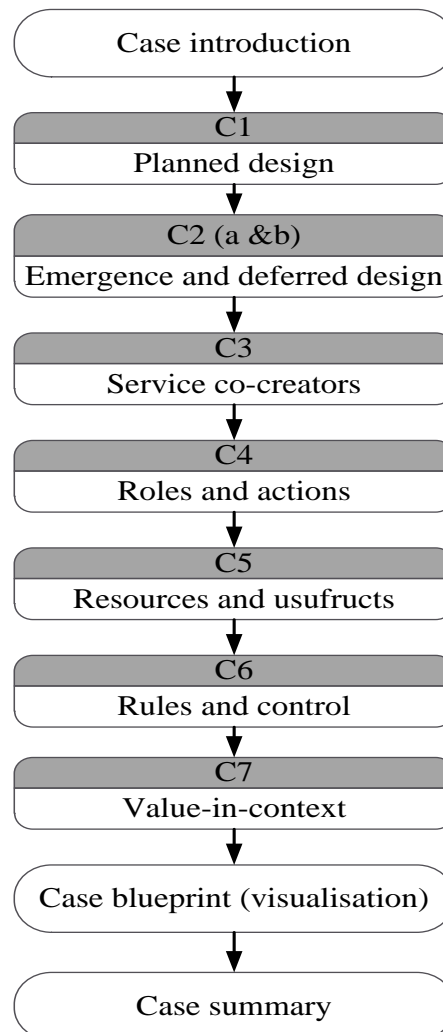 Case introduction
C1
Planned design
C2 (a &b)
Emergence and deferred design
C3
Service co-creators
C4
Roles and actions
C5
Resources and usufructs
C6
Rules and control
C7
Value-in-context
Case blueprint (visualisation)
Case summary